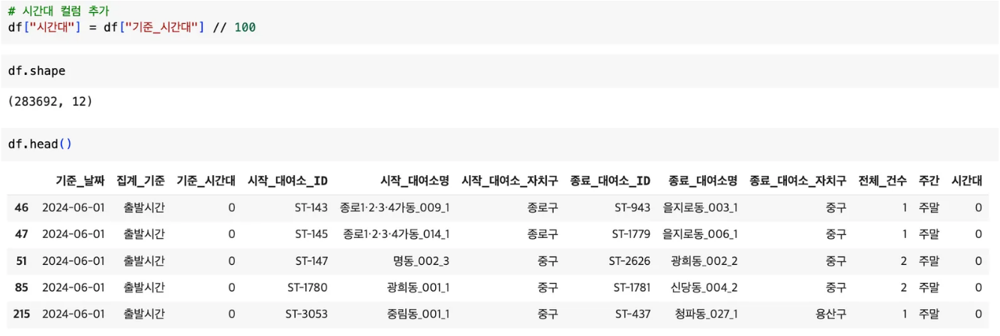 # 시간대 컬럼 추가
df["시간대"] = df["기준_시간대"] // 100
df.shape
(283692, 12)
df.head()
기준_날짜 집계_기준 기준_시간대 시작_대여소_ID 시작_대여소명 시작_대여소_자치구 종료_대여소_ID 종료_대여소명 종료_대여소_자치구 전체_건수 주간 시간대
46 2024-06-01 출발시간 0 ST-143 종로1·2·3·4가동_009_1 종로구 ST-943 을지로동_003_1 중구 1 주말 0
47 2024-06-01 출발시간 0 ST-145 종로1·2·3·4가동_014_1 종로구 ST-1779 을지로동_006_1 중구 1 주말 0
51 2024-06-01 출발시간 0 ST-147 명동_002_3 중구 ST-2626 광희동_002_2 중구 2 주말 0
85 2024-06-01 출발시간 0 ST-1780 광희동_001_1 중구 ST-1781 신당동_004_2 중구 2 주말 0
215 2024-06-01 출발시간 0 ST-3053 중림동_001_1 중구 ST-437 청파동_027_1 용산구 1 주말 0